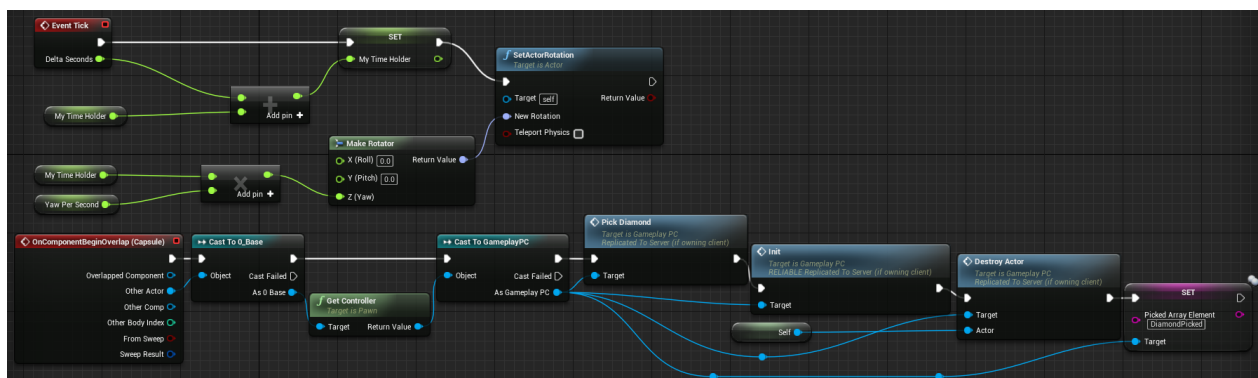 Event Tick
Delta Seconds
My Time Holder
Add pin +
SET
My Time Holder
SetActorRotation
Target is Actor
Target self
Return Value
New Rotation
Teleport Physics
My Time Holder
Yaw Per Second
Add pin +
Make Rotator
X (Roll) 0.0
Return Value
Y (Pitch) 0.0
Z (Yaw)
OnComponentBeginOverlap (Capsule)
Overlapped Component
Other Actor
Other Comp
Other Body Index
From Sweep
Sweep Result
Cast To 0_Base
Object
Cast Failed
As 0 Base
Get Controller
Target is Pawn
Target
Return Value
Cast To GameplayPC
Object
Cast Failed
As Gameplay PC
Pick Diamond
Target is Gameplay PC
Replicated To Server (if owning client)
Target
Init
Target is Gameplay PC
RELIABLE Replicated To Server (if owning client)
Target
Self
Destroy Actor
Target is Gameplay PC
Replicated To Server (if owning client)
Target
Actor
SET
Picked Array Element
DiamondPicked
Target